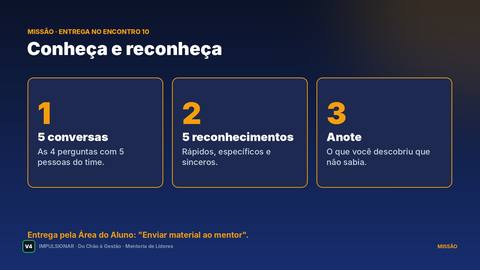 MISSÃO · ENTREGA NO ENCONTRO 10
Conheça e reconheça
1
5 conversas
As 4 perguntas com 5
pessoas do time.
2
5 reconhecimentos
Rápidos, específicos e
sinceros.
3
Anote
O que você descobriu que
não sabia.
Entrega pela Área do Aluno: "Enviar material ao mentor".
V4 IMPULSIONAR · Do Chão à Gestão · Mentoria de Líderes
MISSÃO